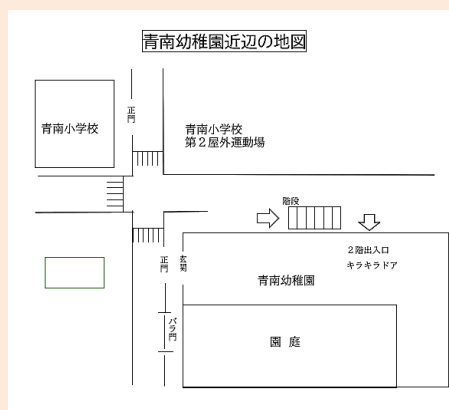 青南幼稚園近辺の地図
正門
青南小学校
青南小学校
第２屋外運動場
階段
２階出入口
キラキラドア
正門
玄関
青南幼稚園
バラ門
園 庭